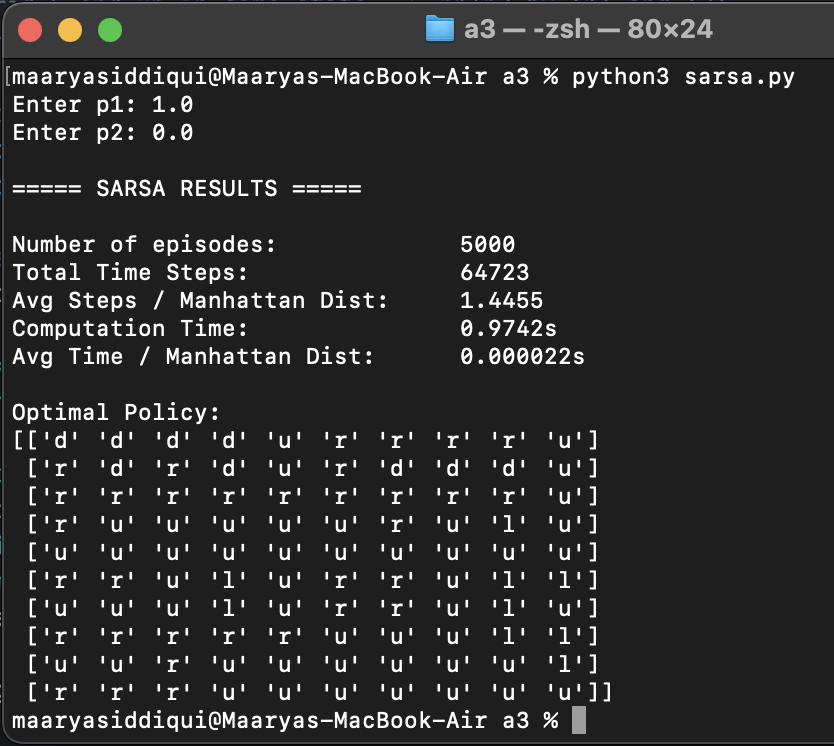 a3 — -zsh — 80×24
[maaryasiddiqui@Maaryas-MacBook-Air a3 % python3 sarsa.py
Enter p1: 1.0
Enter p2: 0.0
===== SARSA RESULTS =====
Number of episodes: 5000
Total Time Steps: 64723
Avg Steps / Manhattan Dist: 1.4455
Computation Time: 0.9742s
Avg Time / Manhattan Dist: 0.000022s
Optimal Policy:
[['d' 'd' 'd' 'd' 'u' 'r' 'r' 'r' 'r' 'u']
['r' 'd' 'r' 'd' 'u' 'r' 'd' 'd' 'd' 'u']
['r' 'r' 'r' 'r' 'r' 'r' 'r' 'r' 'r' 'u']
['r' 'u' 'u' 'u' 'u' 'u' 'r' 'u' 'l' 'u']
['u' 'u' 'u' 'u' 'u' 'u' 'u' 'u' 'u' 'u']
['r' 'r' 'u' 'l' 'u' 'r' 'r' 'u' 'l' 'l']
['u' 'u' 'u' 'l' 'u' 'r' 'r' 'u' 'l' 'u']
['r' 'r' 'r' 'r' 'r' 'u' 'u' 'u' 'l' 'l']
['u' 'u' 'r' 'u' 'u' 'u' 'u' 'u' 'u' 'l']
['r' 'r' 'r' 'u' 'u' 'u' 'u' 'u' 'u' 'u']]
maaryasiddiqui@Maaryas-MacBook-Air a3 %